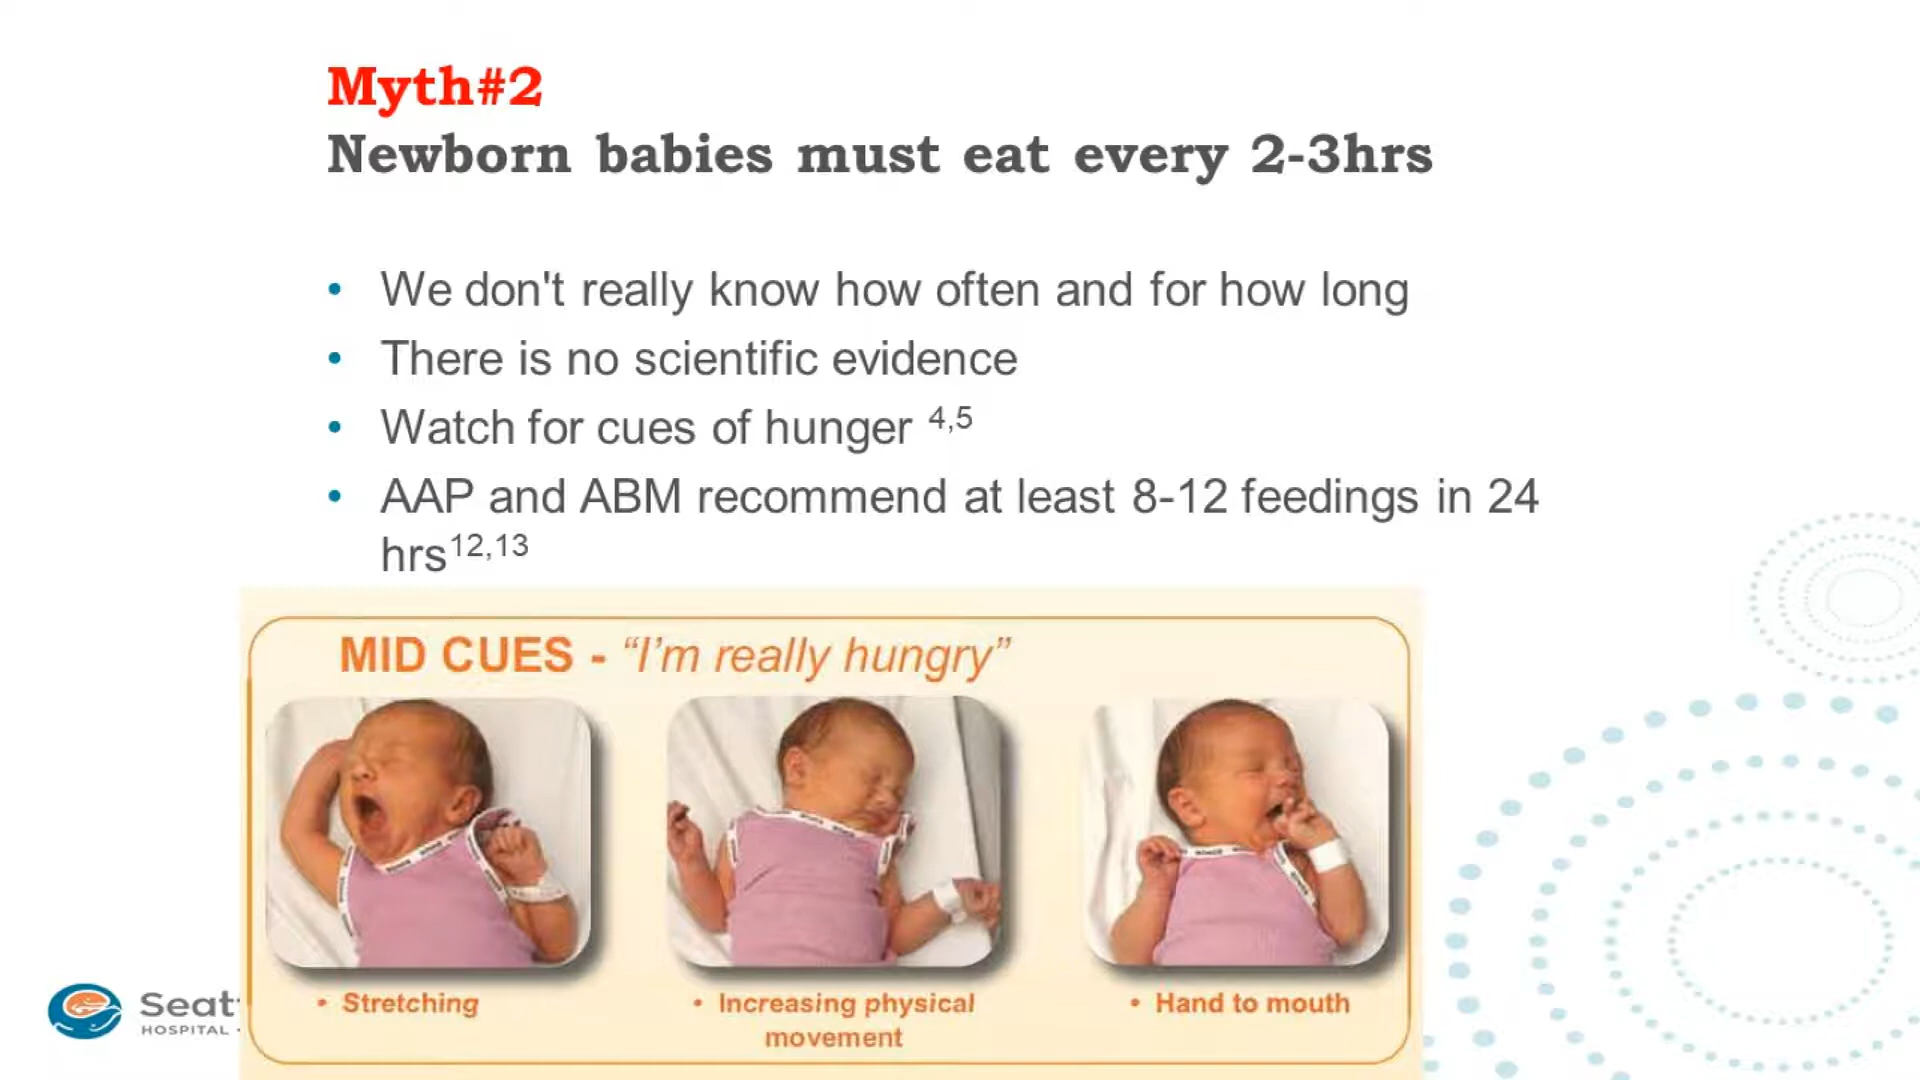 Myth#2
Newborn babies must eat every 2-3hrs
• We don't really know how often and for how long
• There is no scientific evidence
• Watch for cues of hunger 4,5
• AAP and ABM recommend at least 8-12 feedings in 24
hrs12,13
MID CUES - “I’m really hungry”
• Stretching
• Increasing physical
movement
• Hand to mouth
Seat
HOSPITAL